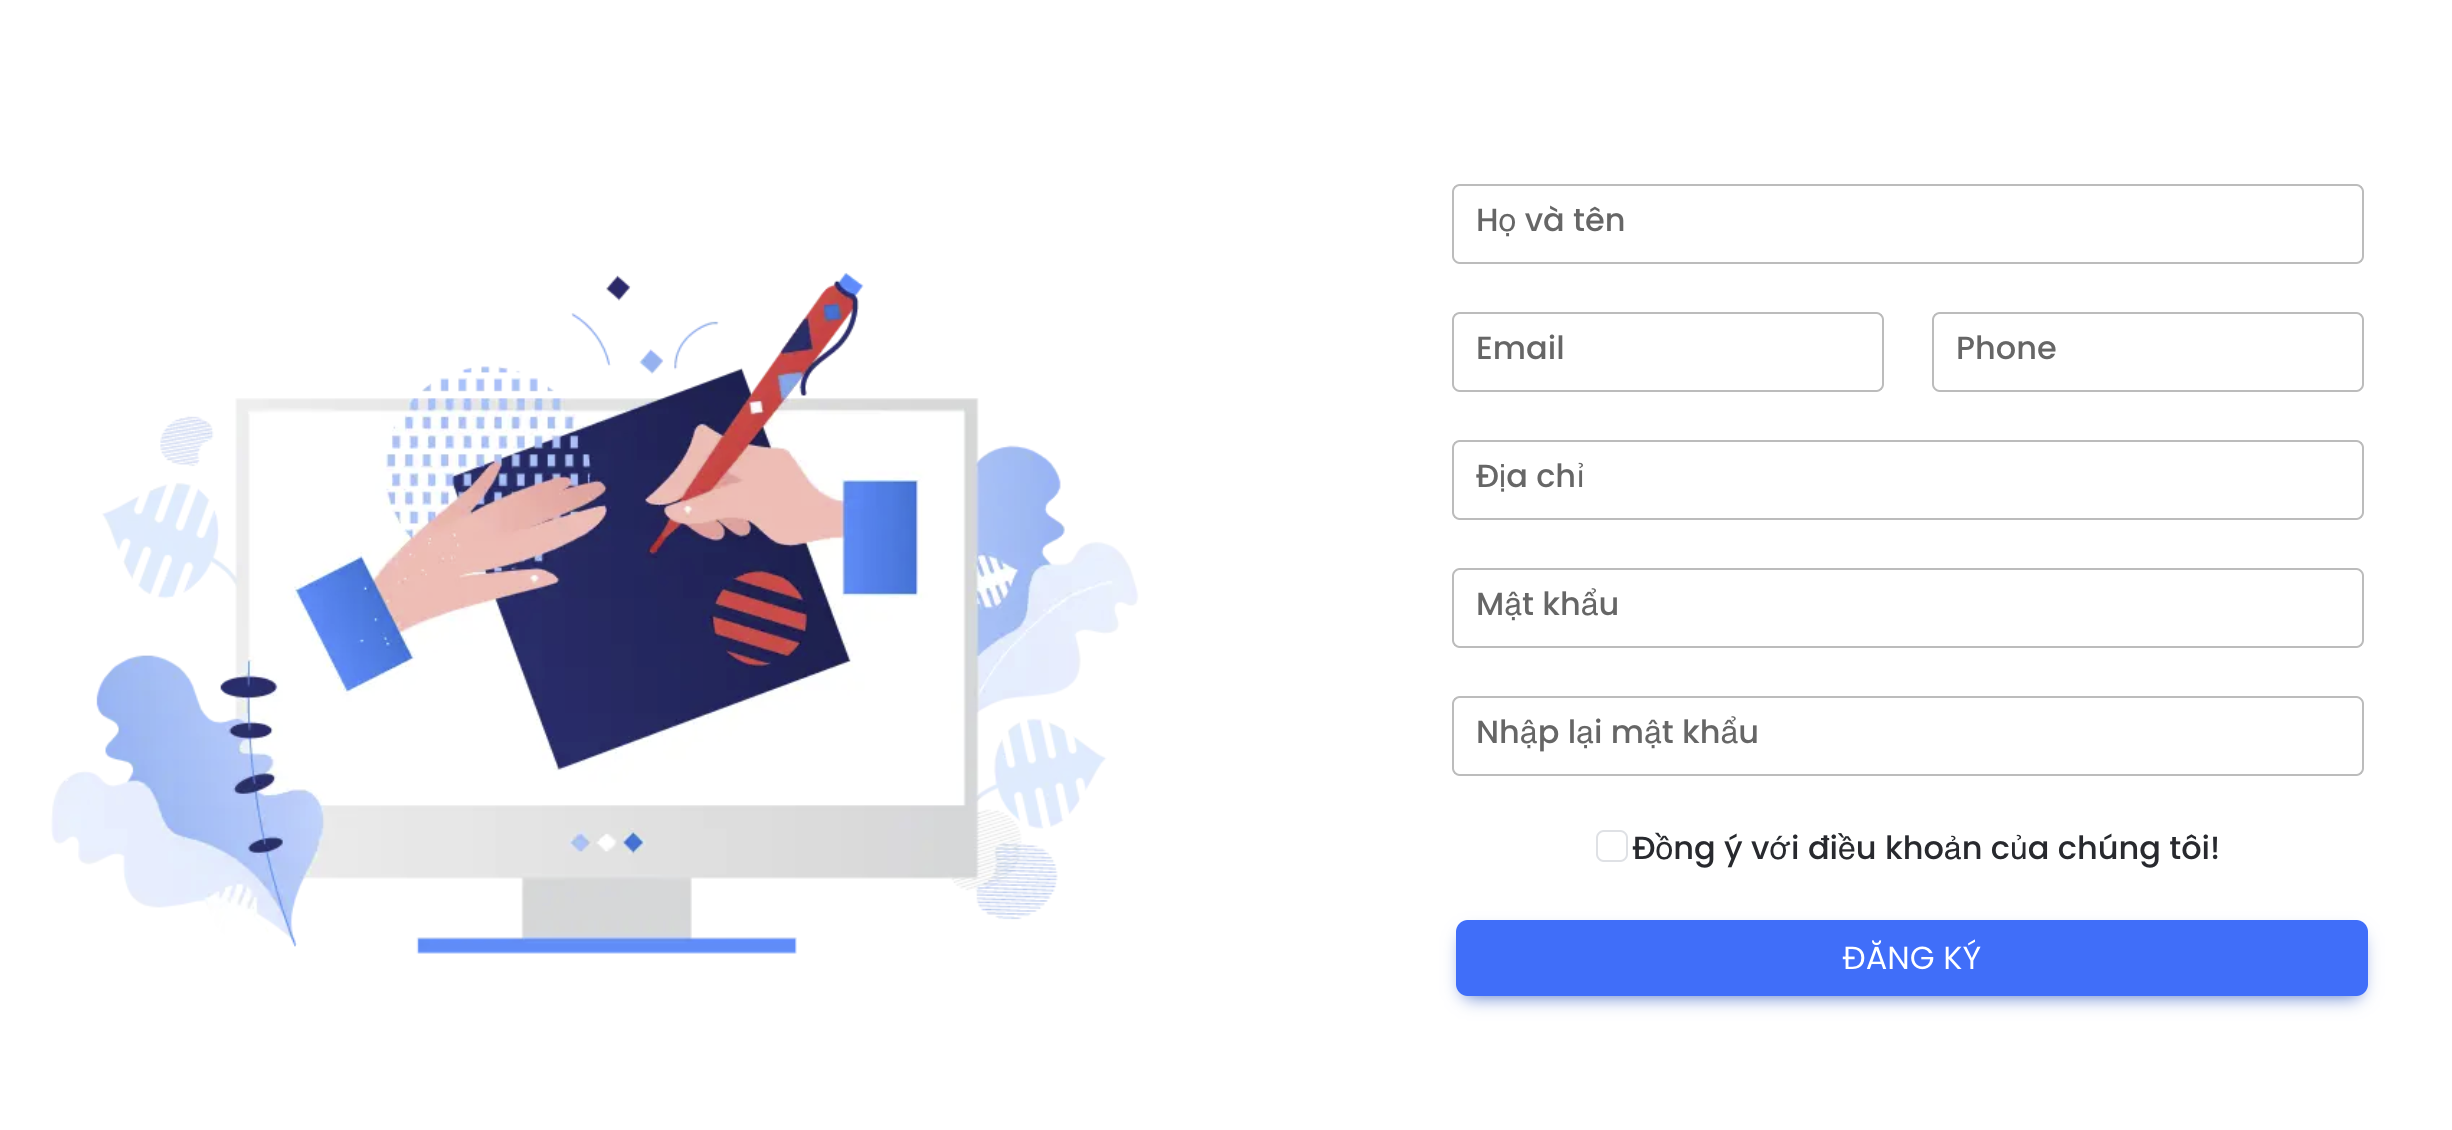 Họ và tên
Email
Phone
Địa chỉ
Mật khẩu
Nhập lại mật khẩu
Đồng ý với điều khoản của chúng tôi!
ĐĂNG KÝ